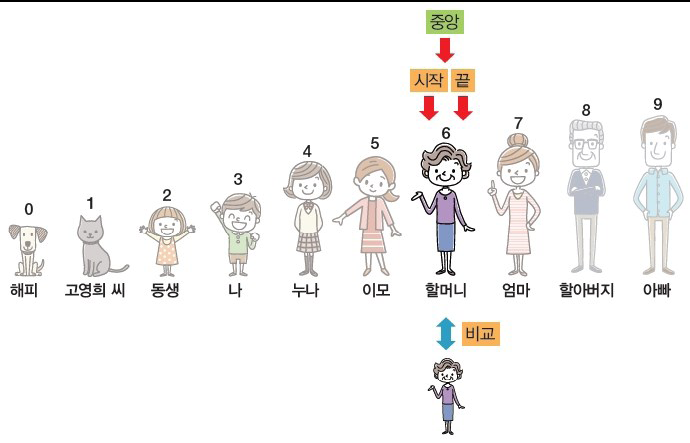 중앙
시작 끝
0 1 2 3 4 5 6 7 8 9
해피 고영희 씨 동생 나 누나 이모 할머니 엄마 할아버지 아빠
비교